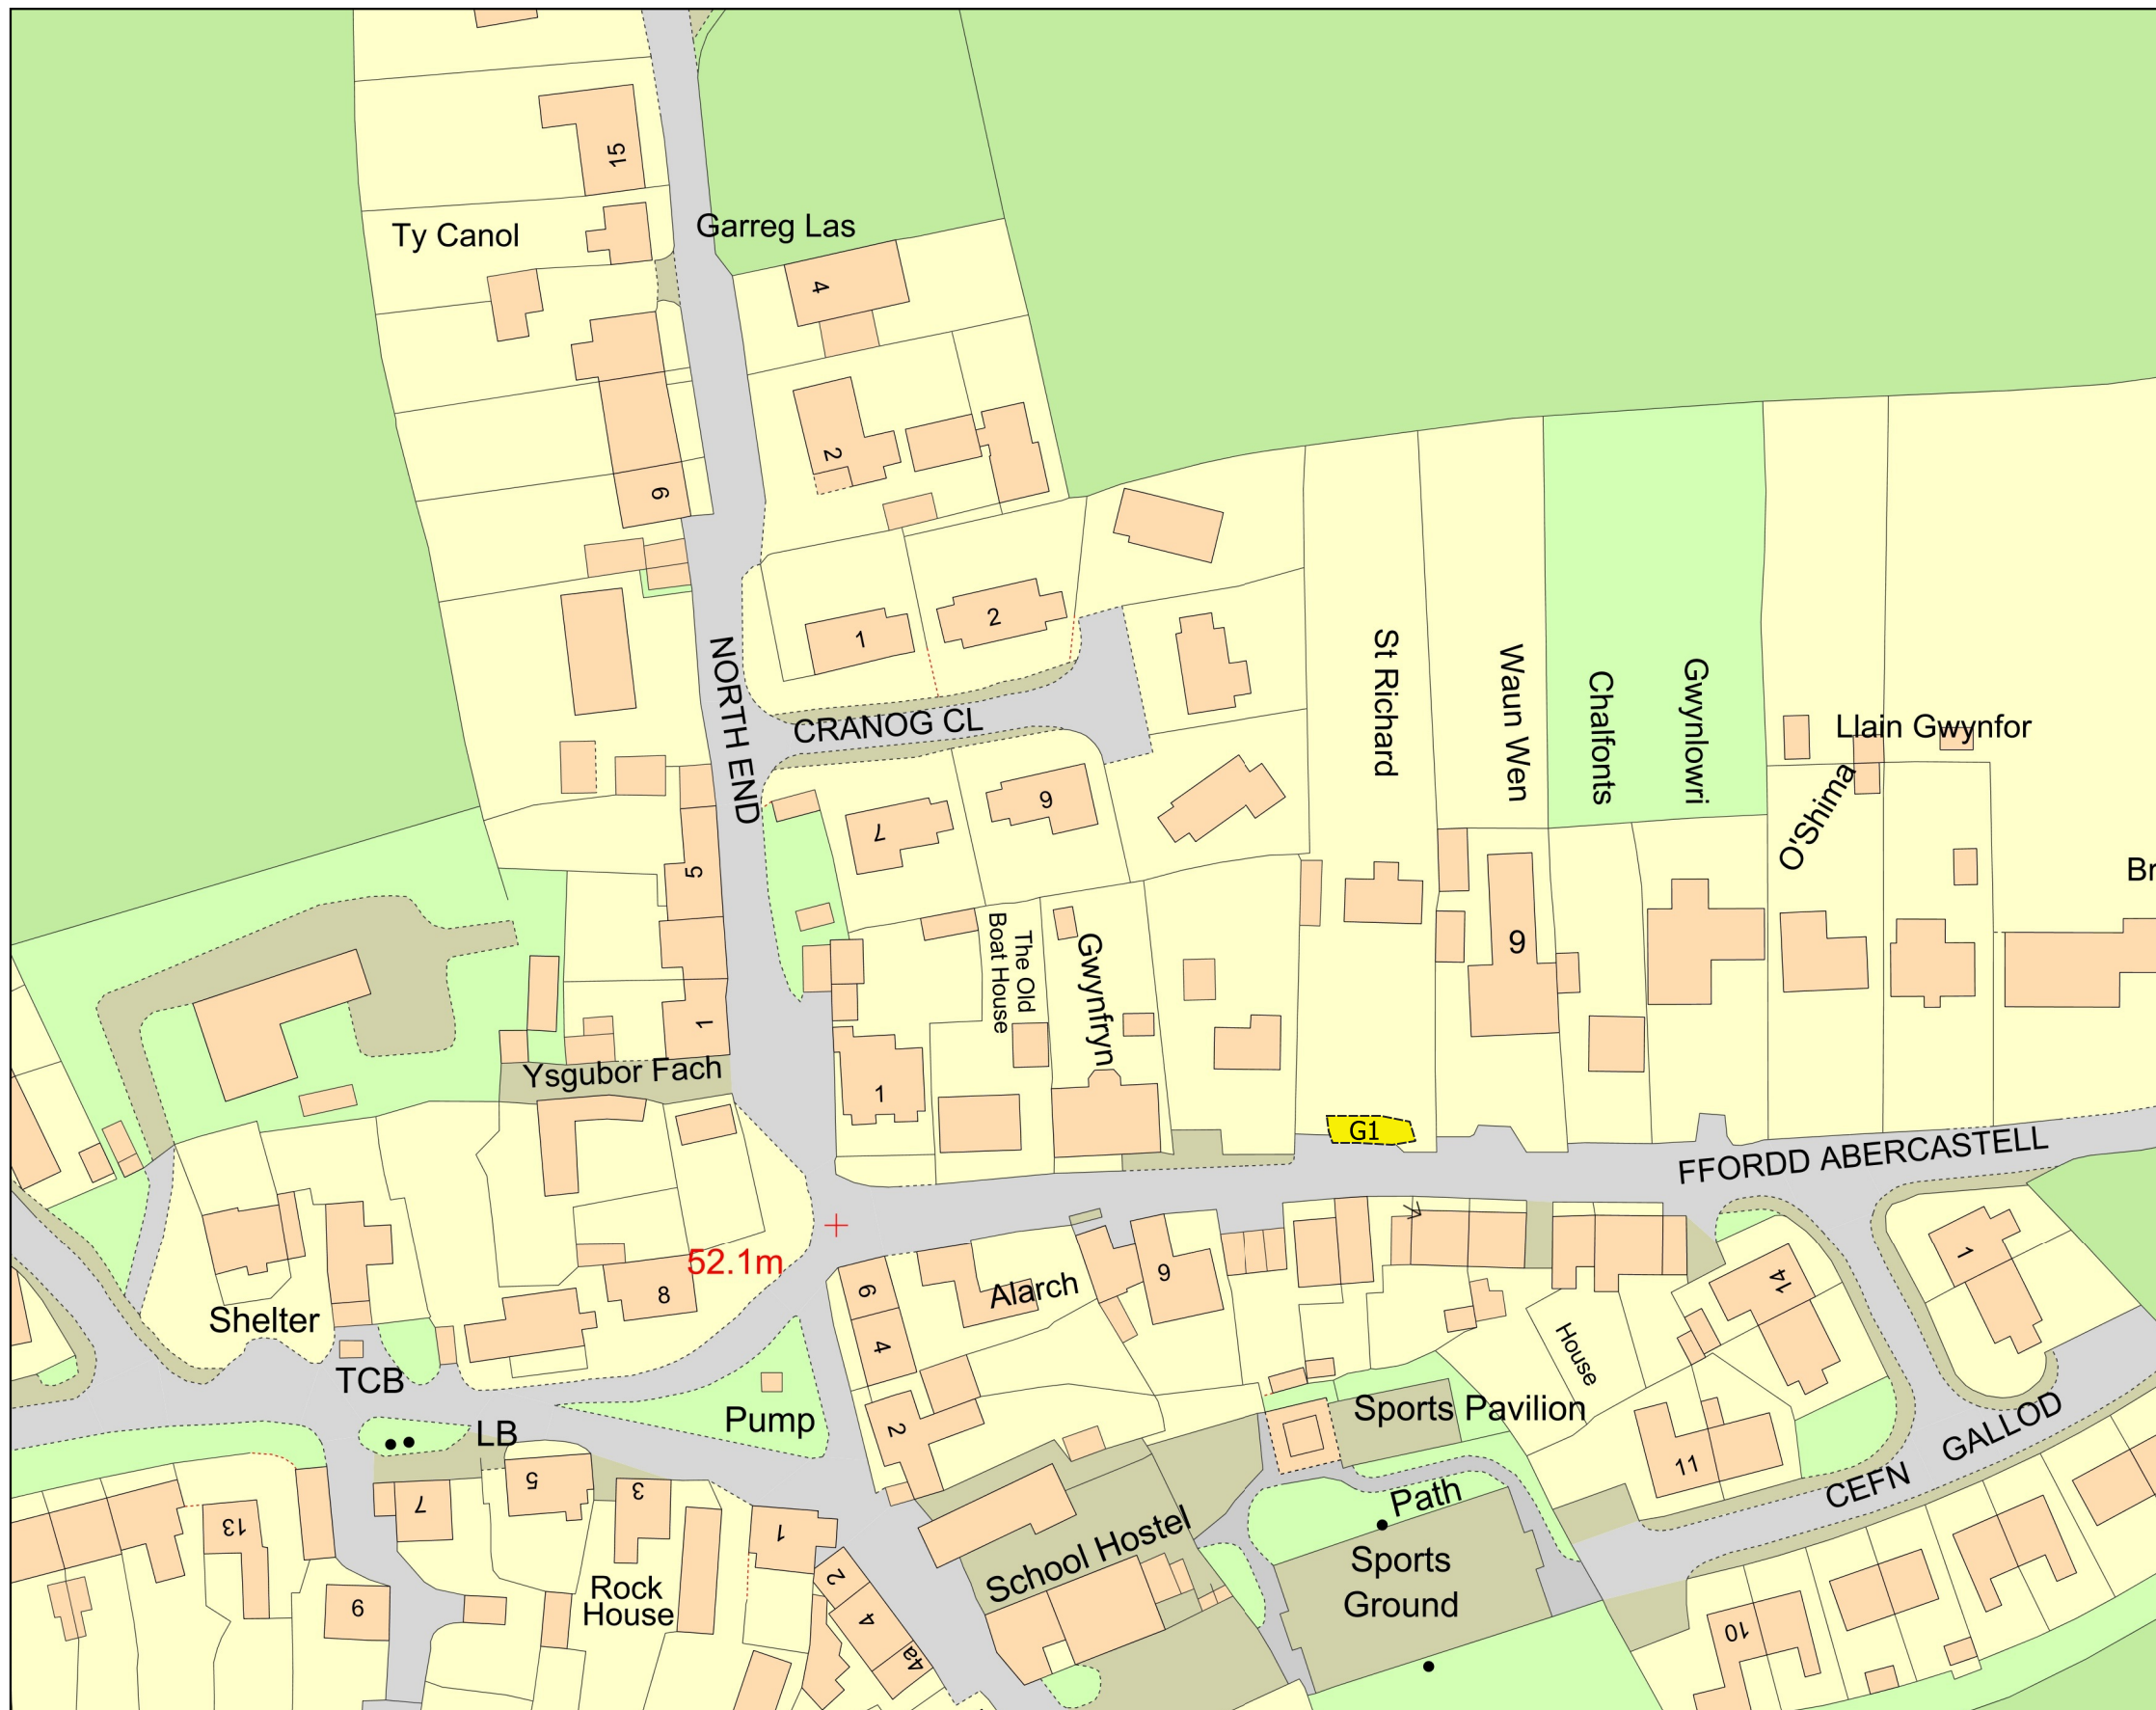 15
Ty Canol
Garreg Las
4
2
9
1
2
NORTH END
CRANOG CL
St Richard
Waun Wen
Chalfonts
Gwynlowri
Llain Gwynfor
O'Shima
7
6
5
Br
The Old
Boat House
Gwynfryn
9
1
Ysgubor Fach
1
G1
FFORDD ABERCASTELL
52.1m
8
6
4
2
Alarch
9
1
14
Shelter
House
TCB
Pump
LB
Sports Pavilion
11
CEFN GALLOD
Path
School Hostel
Sports
Ground
13
7
5
3
1
2
4
4a
9
Rock
House
10